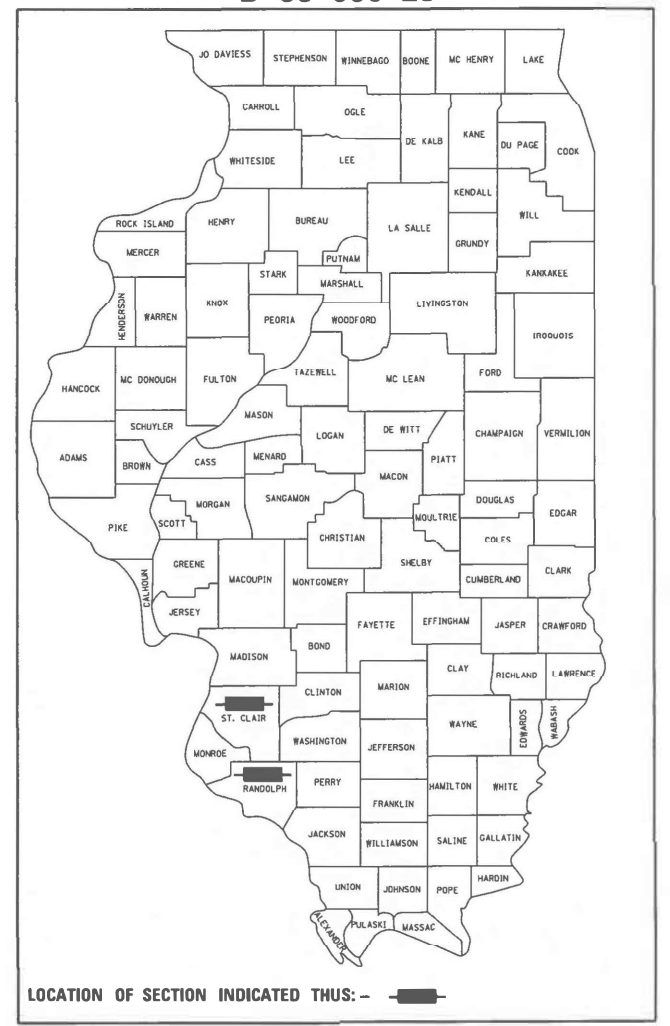 JO DAVIESS STEPHENSON WINNEBAGO BOONE MC HENRY LAKE
CARROLL OGLE DE KALB KANE DU PAGE COOK
WHITESIDE LEE
KENDALL WILL
ROCK ISLAND HENRY BUREAU LA SALLE GRUNDY
MERCER PUTNAM KANKAKEE
STARK MARSHALL
HENDERSON WARREN KNOX PEORIA WOODFORD LIVINGSTON IROQUOIS
HANCOCK MC DONOUGH FULTON TAZEWELL MC LEAN FORD
MASON
SCHUYLER LOGAN DE WITT CHAMPAIGN VERMILION
ADAMS BROWN CASS MENARD PIATT
MACON
PIKE SCOTT MORGAN SANGAMON MOULTRIE DOUGLAS EDGAR
CHRISTIAN COLES
CALHOUN GREENE MACOUPIN MONTGOMERY SHELBY CUMBERLAND CLARK
JERSEY FAYETTE EFFINGHAM JASPER CRAWFORD
MADISON BOND
CLINTON MARION CLAY RICHLAND LAWRENCE
ST. CLAIR WAYNE EDWARDS WABASH
MONROE WASHINGTON JEFFERSON
RANDOLPH PERRY HAMILTON WHITE
FRANKLIN
JACKSON WILLIAMSON SALINE GALLATIN
UNION JOHNSON POPE HARDIN
ALEXANDER PULASKI MASSAC
LOCATION OF SECTION INDICATED THUS: –